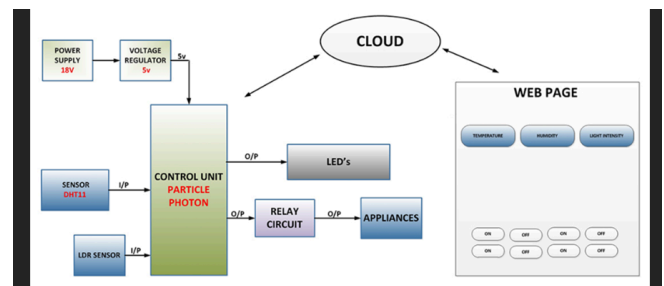 CLOUD
POWER
SUPPLY
18V
VOLTAGE
REGULATOR
5v
5v
WEB PAGE
TEMPERATURE
HUMIDITY
LIGHT INTENSITY
CONTROL UNIT
PARTICLE
PHOTON
O/P
LED's
SENSOR
DHT11
I/P
O/P
RELAY
CIRCUIT
O/P
APPLIANCES
LDR SENSOR
I/P
ON
OFF
ON
OFF
ON
OFF
ON
OFF